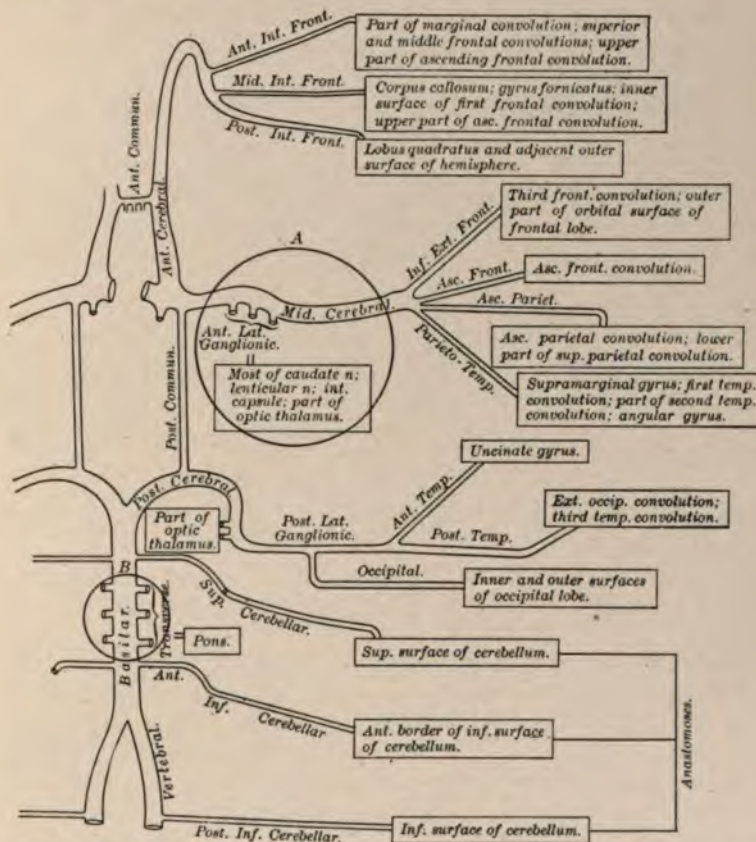 Ant. Int. Front.
Part of marginal convolution; superior
and middle frontal convolutions; upper
part of ascending frontal convolution.
Mid. Int. Front.
Corpus callosum; gyrus fornicatus; inner
surface of first frontal convolution;
upper part of asc. frontal convolution.
Post. Int. Front.
Lobus quadratus and adjacent outer
surface of hemisphere.
Ant. Commun.
Ant. Cerebral.
A
Mid. Cerebral.
Ant. Lat.
Ganglionic.
Most of caudate n;
lenticular n; int.
capsule; part of
optic thalamus.
Inf. Ext. Front.
Third front. convolution; outer
part of orbital surface of
frontal lobe.
Asc. Front.
Asc. front. convolution.
Asc. Pariet.
Asc. parietal convolution; lower
part of sup. parietal convolution.
Parieto-Temp.
Supramarginal gyrus; first temp.
convolution; part of second temp.
convolution; angular gyrus.
Post. Commun.
Post. Cerebral
Part of
optic
thalamus.
Post. Lat.
Ganglionic.
Ant. Temp.
Uncinate gyrus.
Post. Temp.
Ext. occip. convolution;
third temp. convolution.
Occipital.
Inner and outer surfaces
of occipital lobe.
B
Basilar.
Transverse.
Pons.
Sup. Cerebellar.
Sup. surface of cerebellum.
Ant. Inf. Cerebellar
Ant. border of inf. surface
of cerebellum.
Vertebral.
Post. Inf. Cerebellar.
Inf. surface of cerebellum.
Anastomoses.